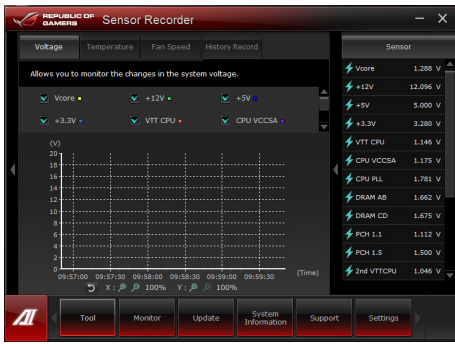 REPUBLIC OF GAMERS Sensor Recorder
Voltage Temperature Fan Speed History Record
Allows you to monitor the changes in the system voltage.
Vcore +12V +5V
+3.3V VTT CPU CPU VCCSA
(V)
20
18
16
14
12
10
8
6
4
2
0
09:57:00 09:57:30 09:58:00 09:58:30 09:59:00 09:59:30 (Time)
X : 100% Y : 100%
Sensor
Vcore 1.288 V
+12V 12.096 V
+5V 5.000 V
+3.3V 3.280 V
VTT CPU 1.146 V
CPU VCCSA 1.175 V
CPU PLL 1.781 V
DRAM AB 1.662 V
DRAM CD 1.675 V
PCH 1.1 1.112 V
PCH 1.5 1.500 V
2nd VTTCPU 1.046 V
Tool Monitor Update System Information Support Settings